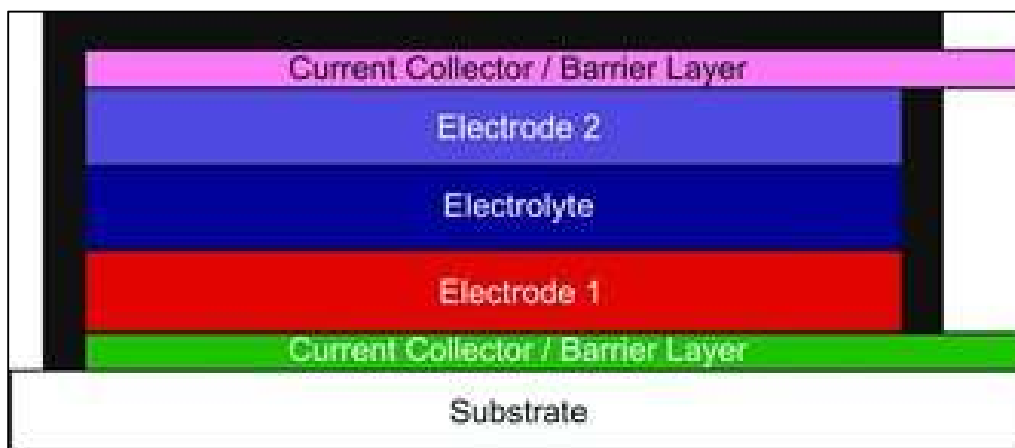 Current Collector / Barrier Layer
Electrode 2
Electrolyte
Electrode 1
Current Collector / Barrier Layer
Substrate